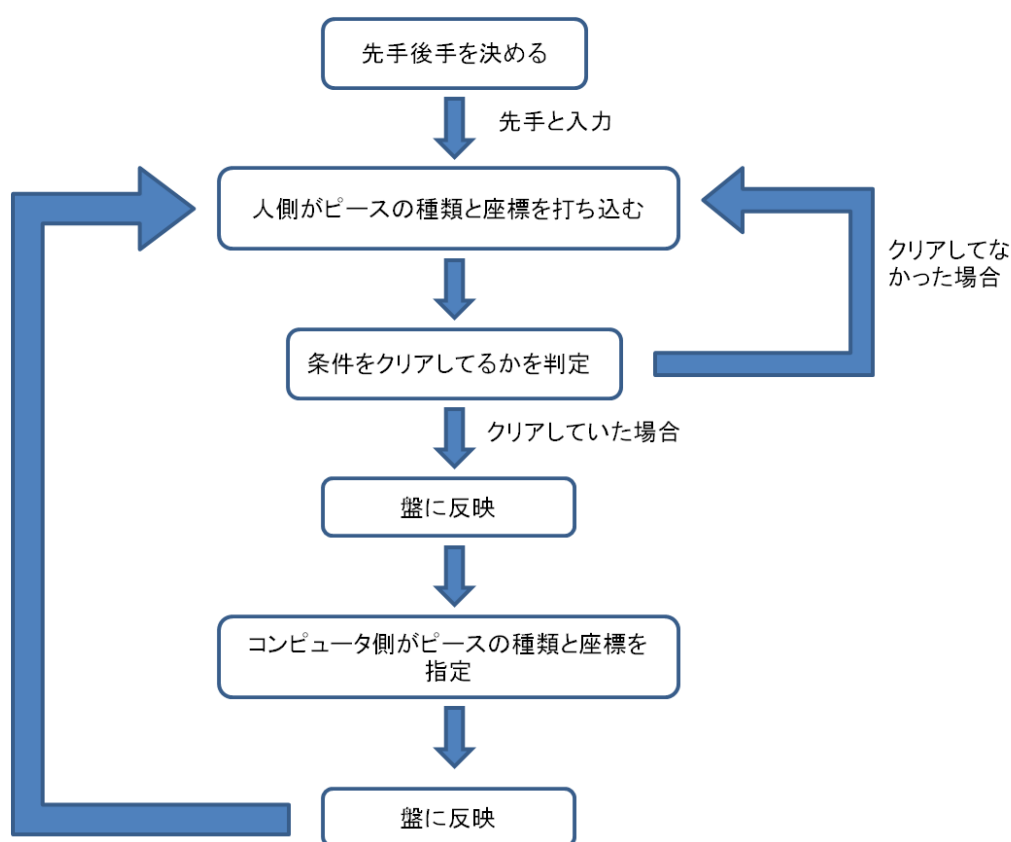 先手後手を決める
先手と入力
人側がピースの種類と座標を打ち込む
クリアしてな
かった場合
条件をクリアしてるかを判定
クリアしていた場合
盤に反映
コンピュータ側がピースの種類と座標を
指定
盤に反映